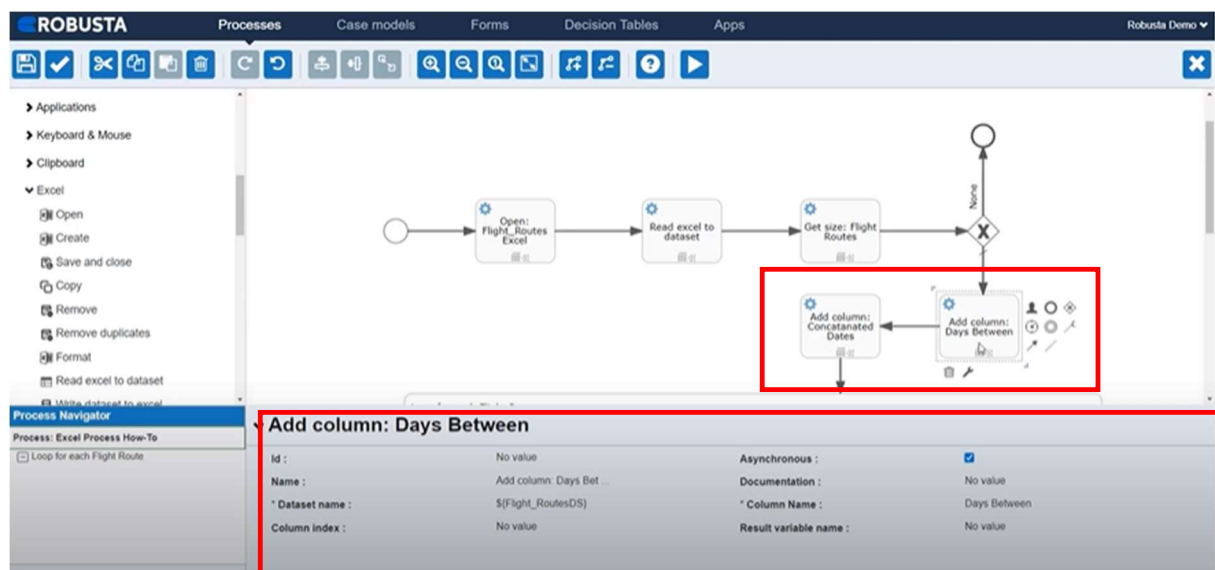 ROBUSTA
Processes
Case models
Forms
Decision Tables
Apps
Robusta Demo
Applications
Keyboard & Mouse
Clipboard
Excel
Open
Create
Save and close
Copy
Remove
Remove duplicates
Format
Read excel to dataset
Write dataset to excel
Open:
Flight_Routes
Excel
Read excel to
dataset
Get size: Flight
Routes
None
X
Add column:
Concatanated
Dates
Add column:
Days Between
Process Navigator
Process: Excel Process How-To
Loop for each Flight Route
Add column: Days Between
Id : No value
Asynchronous :
Name : Add column: Days Bet ...
Documentation : No value
* Dataset name : ${Flight_RoutesDS}
* Column Name : Days Between
Column index : No value
Result variable name : No value